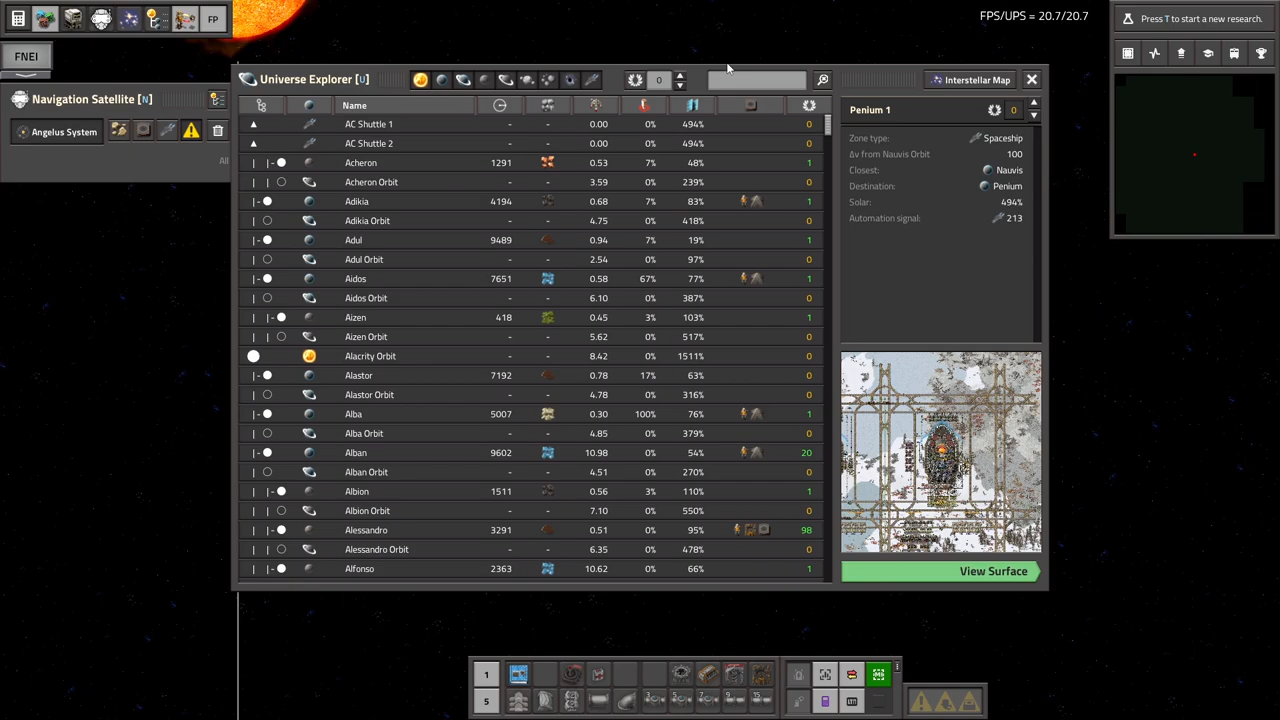 FP
FPS/UPS = 20.7/20.7
Press T to start a new research.
FNEI
Navigation Satellite [N]
Angelus System
All
Universe Explorer [U]
0
Interstellar Map
Name
AC Shuttle 1 - - 0.00 0% 494% 0
AC Shuttle 2 - - 0.00 0% 494% 0
Acheron 1291 0.53 7% 48% 1
Acheron Orbit - - 3.59 0% 239% 0
Adikia 4194 0.68 7% 83% 1
Adikia Orbit - - 4.75 0% 418% 0
Adul 9489 0.94 7% 19% 1
Adul Orbit - - 2.54 0% 97% 0
Aidos 7651 0.58 67% 77% 1
Aidos Orbit - - 6.10 0% 387% 0
Aizen 418 0.45 3% 103% 1
Aizen Orbit - - 5.62 0% 517% 0
Alacrity Orbit - - 8.42 0% 1511% 0
Alastor 7192 0.78 17% 63% 0
Alastor Orbit - - 4.78 0% 316% 0
Alba 5007 0.30 100% 76% 1
Alba Orbit - - 4.85 0% 379% 0
Alban 9602 10.98 0% 54% 20
Alban Orbit - - 4.51 0% 270% 0
Albion 1511 0.56 3% 110% 1
Albion Orbit - - 7.10 0% 550% 0
Alessandro 3291 0.51 0% 95% 98
Alessandro Orbit - - 6.35 0% 478% 0
Alfonso 2363 10.62 0% 66% 1
Penium 1 0
Zone type: Spaceship
Δv from Nauvis Orbit 100
Closest: Nauvis
Destination: Penium
Solar: 494%
Automation signal: 213
View Surface
1
5
3 5 7 9 15